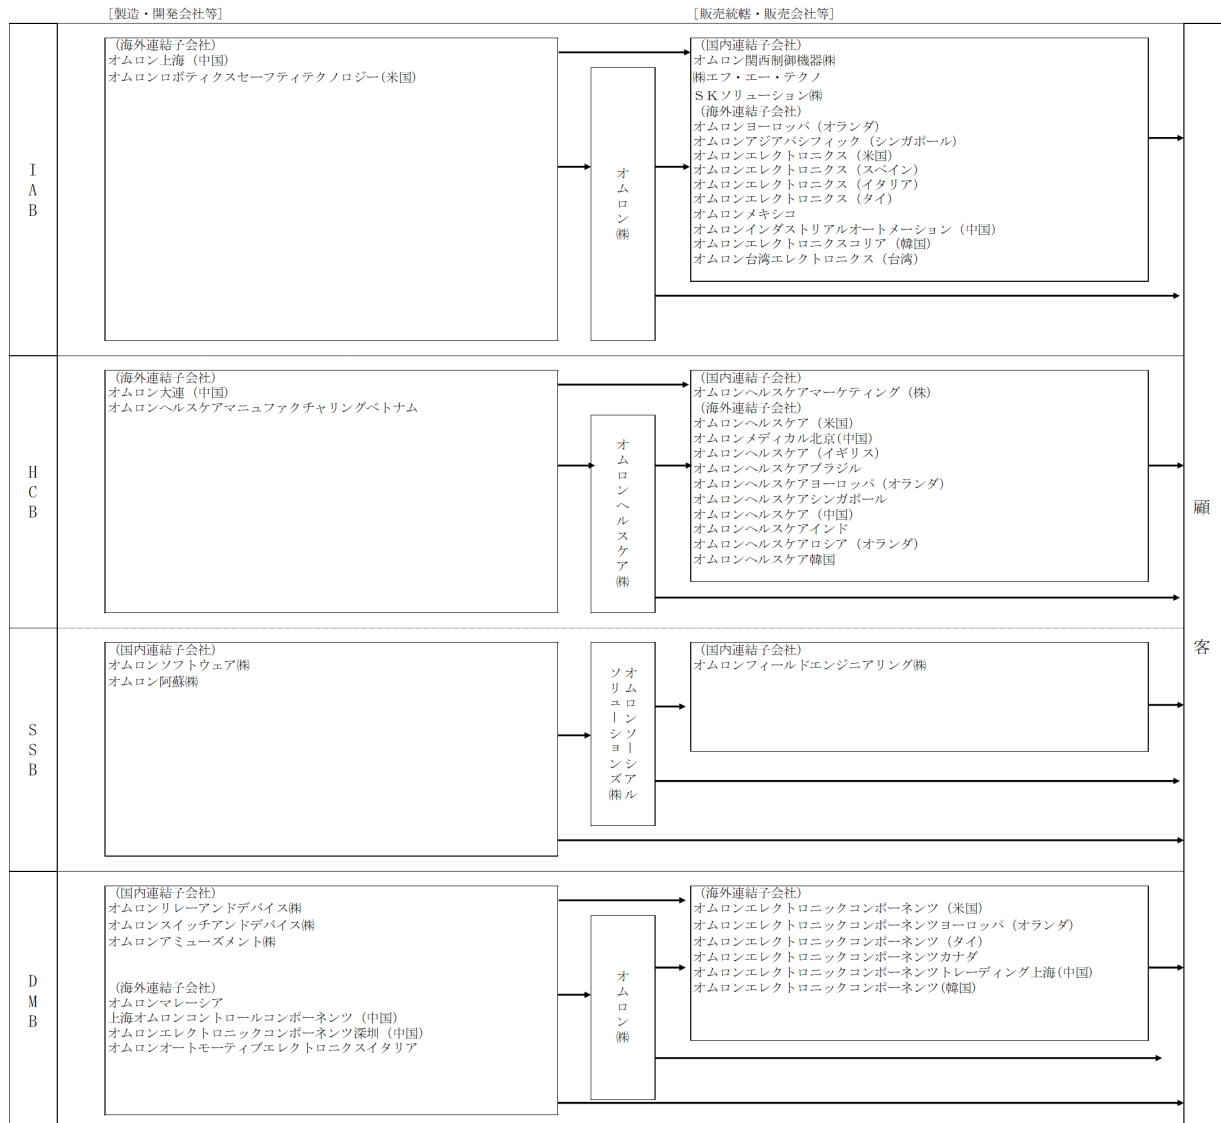 ［製造・開発会社等］
［販売統轄・販売会社等］
IAB
（海外連結子会社）
オムロン上海（中国）
オムロンロボティクスセーフティテクノロジー(米国)
オムロン㈱
（国内連結子会社）
オムロン関西制御機器㈱
㈱エフ・エー・テクノ
ＳＫソリューション㈱
（海外連結子会社）
オムロンヨーロッパ（オランダ）
オムロンアジアパシフィック（シンガポール）
オムロンエレクトロニクス（米国）
オムロンエレクトロニクス（スペイン）
オムロンエレクトロニクス（イタリア）
オムロンエレクトロニクス（タイ）
オムロンメキシコ
オムロンインダストリアルオートメーション（中国）
オムロンエレクトロニクスコリア（韓国）
オムロン台湾エレクトロニクス（台湾）
HCB
（海外連結子会社）
オムロン大連（中国）
オムロンヘルスケアマニュファクチャリングベトナム
オムロンヘルスケア㈱
（国内連結子会社）
オムロンヘルスケアマーケティング（株）
（海外連結子会社）
オムロンヘルスケア（米国）
オムロンメディカル北京(中国)
オムロンヘルスケア（イギリス）
オムロンヘルスケアブラジル
オムロンヘルスケアヨーロッパ（オランダ）
オムロンヘルスケアシンガポール
オムロンヘルスケア（中国）
オムロンヘルスケアインド
オムロンヘルスケアロシア（オランダ）
オムロンヘルスケア韓国
SSB
（国内連結子会社）
オムロンソフトウェア㈱
オムロン阿蘇㈱
オムロンソーシアル
ソリューションズ㈱
（国内連結子会社）
オムロンフィールドエンジニアリング㈱
DMB
（国内連結子会社）
オムロンリレーアンドデバイス㈱
オムロンスイッチアンドデバイス㈱
オムロンアミューズメント㈱
（海外連結子会社）
オムロンマレーシア
上海オムロンコントロールコンポーネンツ（中国）
オムロンエレクトロニックコンポーネンツ深圳（中国）
オムロンオートモーティブエレクトロニクスイタリア
オムロン㈱
（海外連結子会社）
オムロンエレクトロニックコンポーネンツ（米国）
オムロンエレクトロニックコンポーネンツヨーロッパ（オランダ）
オムロンエレクトロニックコンポーネンツ（タイ）
オムロンエレクトロニックコンポーネンツカナダ
オムロンエレクトロニックコンポーネンツトレーディング上海(中国)
オムロンエレクトロニックコンポーネンツ(韓国)
顧客